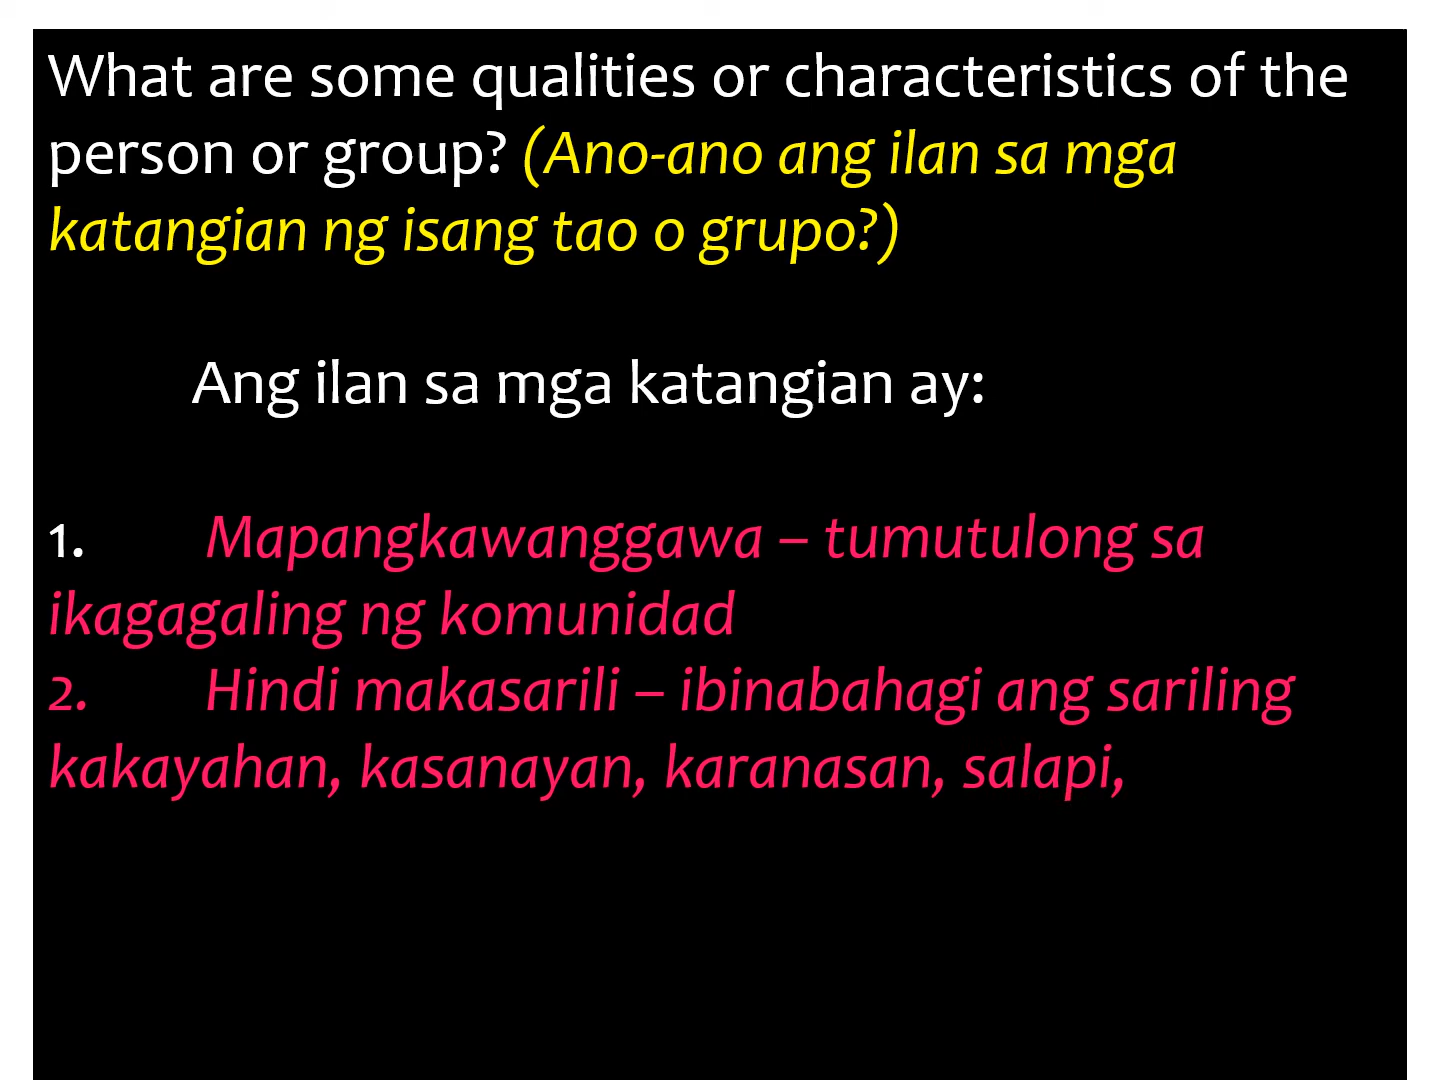 What are some qualities or characteristics of the
person or group? (Ano-ano ang ilan sa mga
katangian ng isang tao o grupo?)
Ang ilan sa mga katangian ay:
1. Mapangkawanggawa – tumutulong sa
ikagagaling ng komunidad
2. Hindi makasarili – ibinabahagi ang sariling
kakayahan, kasanayan, karanasan, salapi,